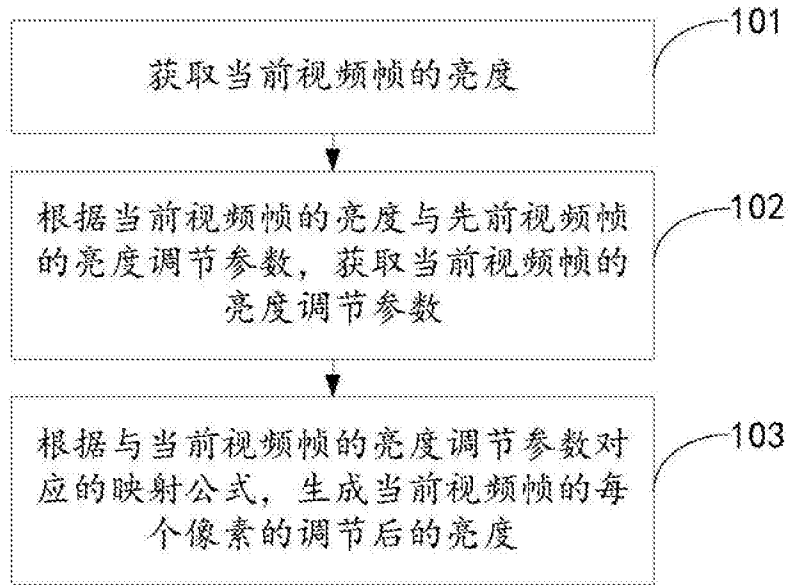 101
获取当前视频帧的亮度
102
根据当前视频帧的亮度与先前视频帧
的亮度调节参数，获取当前视频帧的
亮度调节参数
103
根据与当前视频帧的亮度调节参数对
应的映射公式，生成当前视频帧的每
个像素的调节后的亮度